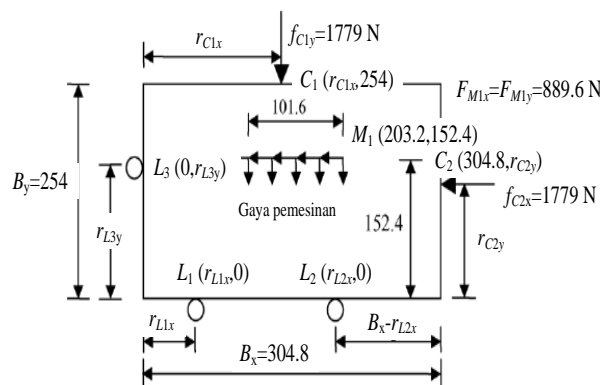 r_{C1x}
f_{C1y}=1779 N
C_1 (r_{C1x},254)
F_{M1x}=F_{M1y}=889.6 N
101.6
M_1 (203.2,152.4)
C_2 (304.8,r_{C2y})
B_y=254
L_3 (0,r_{L3y})
f_{C2x}=1779 N
Gaya pemesinan
152.4
r_{L3y}
r_{C2y}
L_1 (r_{L1x},0)
L_2 (r_{L2x},0)
r_{L1x}
B_x-r_{L2x}
B_x=304.8